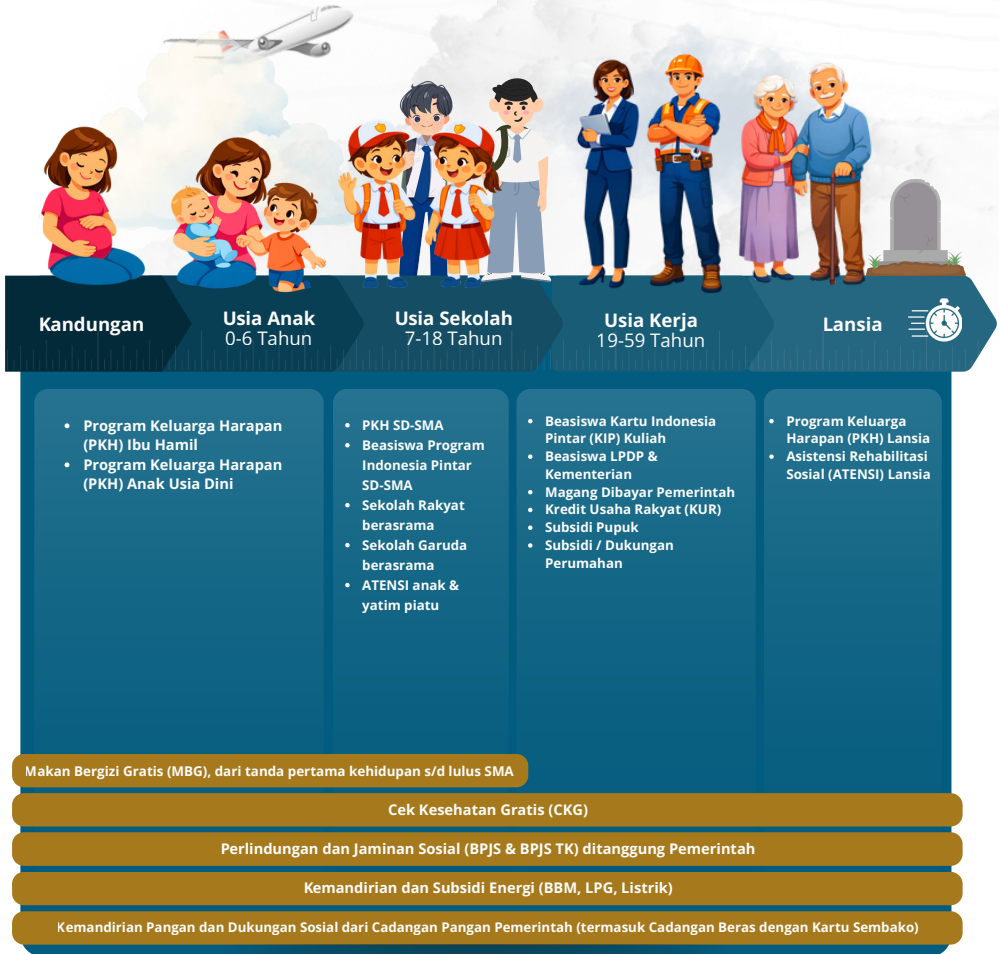 Kandungan
Usia Anak
0-6 Tahun
Usia Sekolah
7-18 Tahun
Usia Kerja
19-59 Tahun
Lansia
• Program Keluarga Harapan
(PKH) Ibu Hamil
• Program Keluarga Harapan
(PKH) Anak Usia Dini
• PKH SD-SMA
• Beasiswa Program
Indonesia Pintar
SD-SMA
• Sekolah Rakyat
berasrama
• Sekolah Garuda
berasrama
• ATENSI anak &
yatim piatu
• Beasiswa Kartu Indonesia
Pintar (KIP) Kuliah
• Beasiswa LPDP &
Kementerian
• Magang Dibayar Pemerintah
• Kredit Usaha Rakyat (KUR)
• Subsidi Pupuk
• Subsidi / Dukungan
Perumahan
• Program Keluarga
Harapan (PKH) Lansia
• Asistensi Rehabilitasi
Sosial (ATENSI) Lansia
Makan Bergizi Gratis (MBG), dari tanda pertama kehidupan s/d lulus SMA
Cek Kesehatan Gratis (CKG)
Perlindungan dan Jaminan Sosial (BPJS & BPJS TK) ditanggung Pemerintah
Kemandirian dan Subsidi Energi (BBM, LPG, Listrik)
Kemandirian Pangan dan Dukungan Sosial dari Cadangan Pangan Pemerintah (termasuk Cadangan Beras dengan Kartu Sembako)